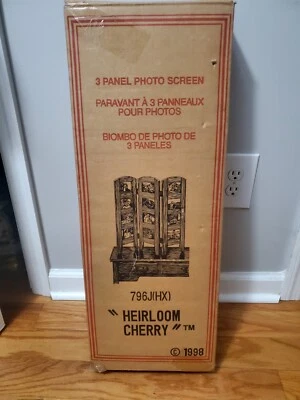 3 PANEL PHOTO SCREEN
PARAVANT À 3 PANNEAUX
POUR PHOTOS
BIOMBO DE PHOTO DE
3 PANELES
796J(HX)
"HEIRLOOM
CHERRY"™
© 1998